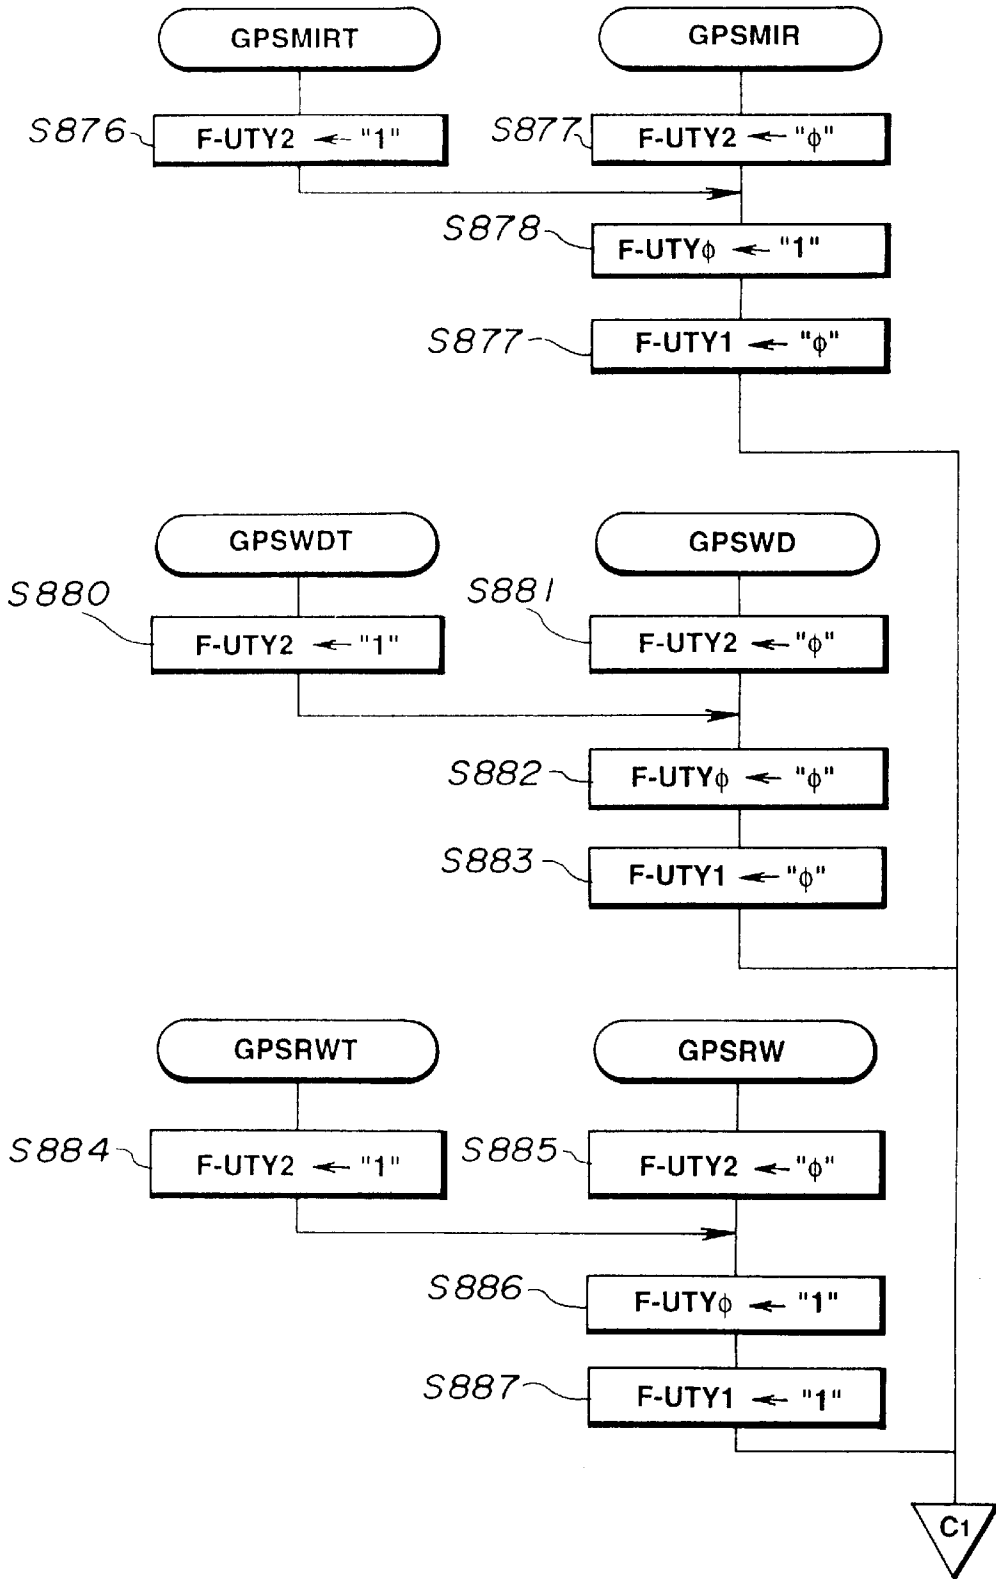 GPSMIRT
GPSMIR
S876
F-UTY2 ← "1"
S877
F-UTY2 ← "ϕ"
S878
F-UTYϕ ← "1"
S877
F-UTY1 ← "ϕ"
GPSWDT
GPSWD
S880
F-UTY2 ← "1"
S881
F-UTY2 ← "ϕ"
S882
F-UTYϕ ← "ϕ"
S883
F-UTY1 ← "ϕ"
GPSRWT
GPSRW
S884
F-UTY2 ← "1"
S885
F-UTY2 ← "ϕ"
S886
F-UTYϕ ← "1"
S887
F-UTY1 ← "1"
C1